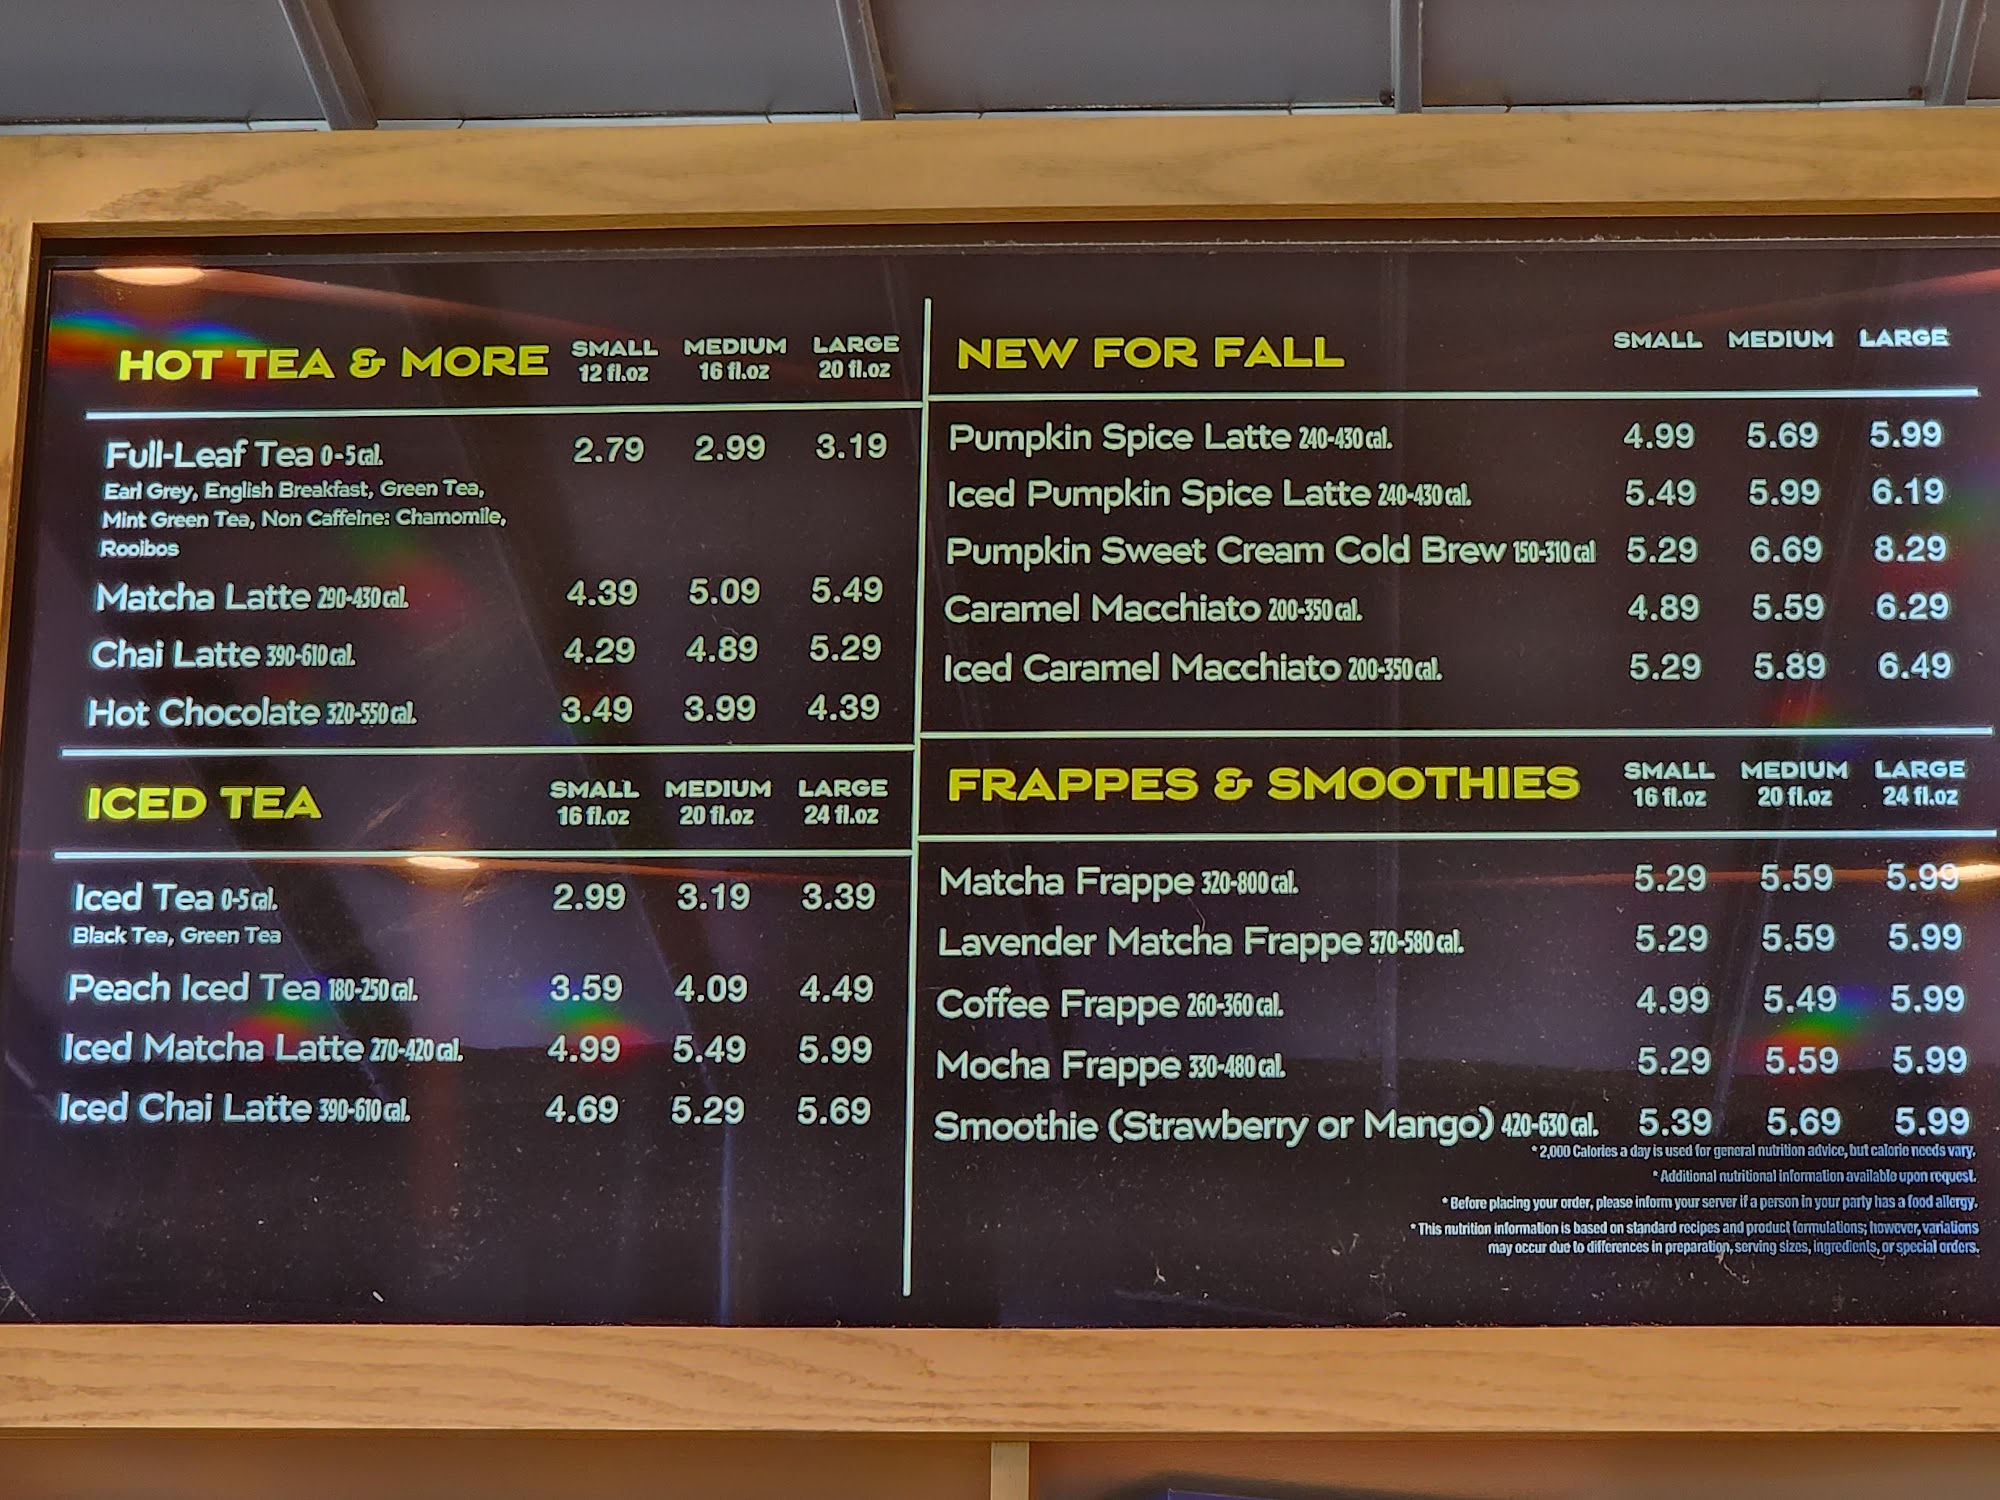 HOT TEA & MORE SMALL MEDIUM LARGE
12 fl.oz 16 fl.oz 20 fl.oz
Full-Leaf Tea 0-5 cal. 2.79 2.99 3.19
Earl Grey, English Breakfast, Green Tea,
Mint Green Tea, Non Caffeine: Chamomile,
Rooibos
Matcha Latte 290-430 cal. 4.39 5.09 5.49
Chai Latte 390-610 cal. 4.29 4.89 5.29
Hot Chocolate 320-550 cal. 3.49 3.99 4.39
ICED TEA SMALL MEDIUM LARGE
16 fl.oz 20 fl.oz 24 fl.oz
Iced Tea 0-5 cal. 2.99 3.19 3.39
Black Tea, Green Tea
Peach Iced Tea 180-250 cal. 3.59 4.09 4.49
Iced Matcha Latte 270-420 cal. 4.99 5.49 5.99
Iced Chai Latte 390-610 cal. 4.69 5.29 5.69
NEW FOR FALL SMALL MEDIUM LARGE
Pumpkin Spice Latte 240-430 cal. 4.99 5.69 5.99
Iced Pumpkin Spice Latte 240-430 cal. 5.49 5.99 6.19
Pumpkin Sweet Cream Cold Brew 150-310 cal 5.29 6.69 8.29
Caramel Macchiato 200-350 cal. 4.89 5.59 6.29
Iced Caramel Macchiato 200-350 cal. 5.29 5.89 6.49
FRAPPES & SMOOTHIES SMALL MEDIUM LARGE
16 fl.oz 20 fl.oz 24 fl.oz
Matcha Frappe 320-800 cal. 5.29 5.59 5.99
Lavender Matcha Frappe 370-580 cal. 5.29 5.59 5.99
Coffee Frappe 260-360 cal. 4.99 5.49 5.99
Mocha Frappe 330-480 cal. 5.29 5.59 5.99
Smoothie (Strawberry or Mango) 420-630 cal. 5.39 5.69 5.99
* 2,000 Calories a day is used for general nutrition advice, but calorie needs vary.
* Additional nutritional information available upon request.
* Before placing your order, please inform your server if a person in your party has a food allergy.
* This nutrition information is based on standard recipes and product formulations; however, variations
may occur due to differences in preparation, serving sizes, ingredients, or special orders.